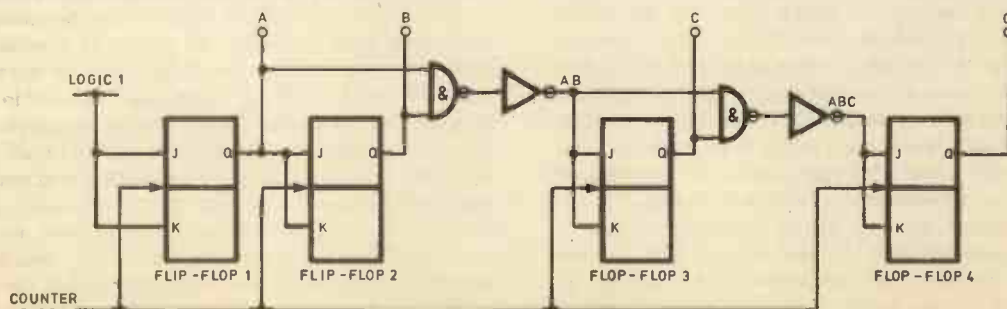 A B C
LOGIC 1
& AB & ABC
J Q J Q J Q J
K K K K
FLIP-FLOP 1 FLIP-FLOP 2 FLOP-FLOP 3 FLOP-FLOP 4
COUNTER